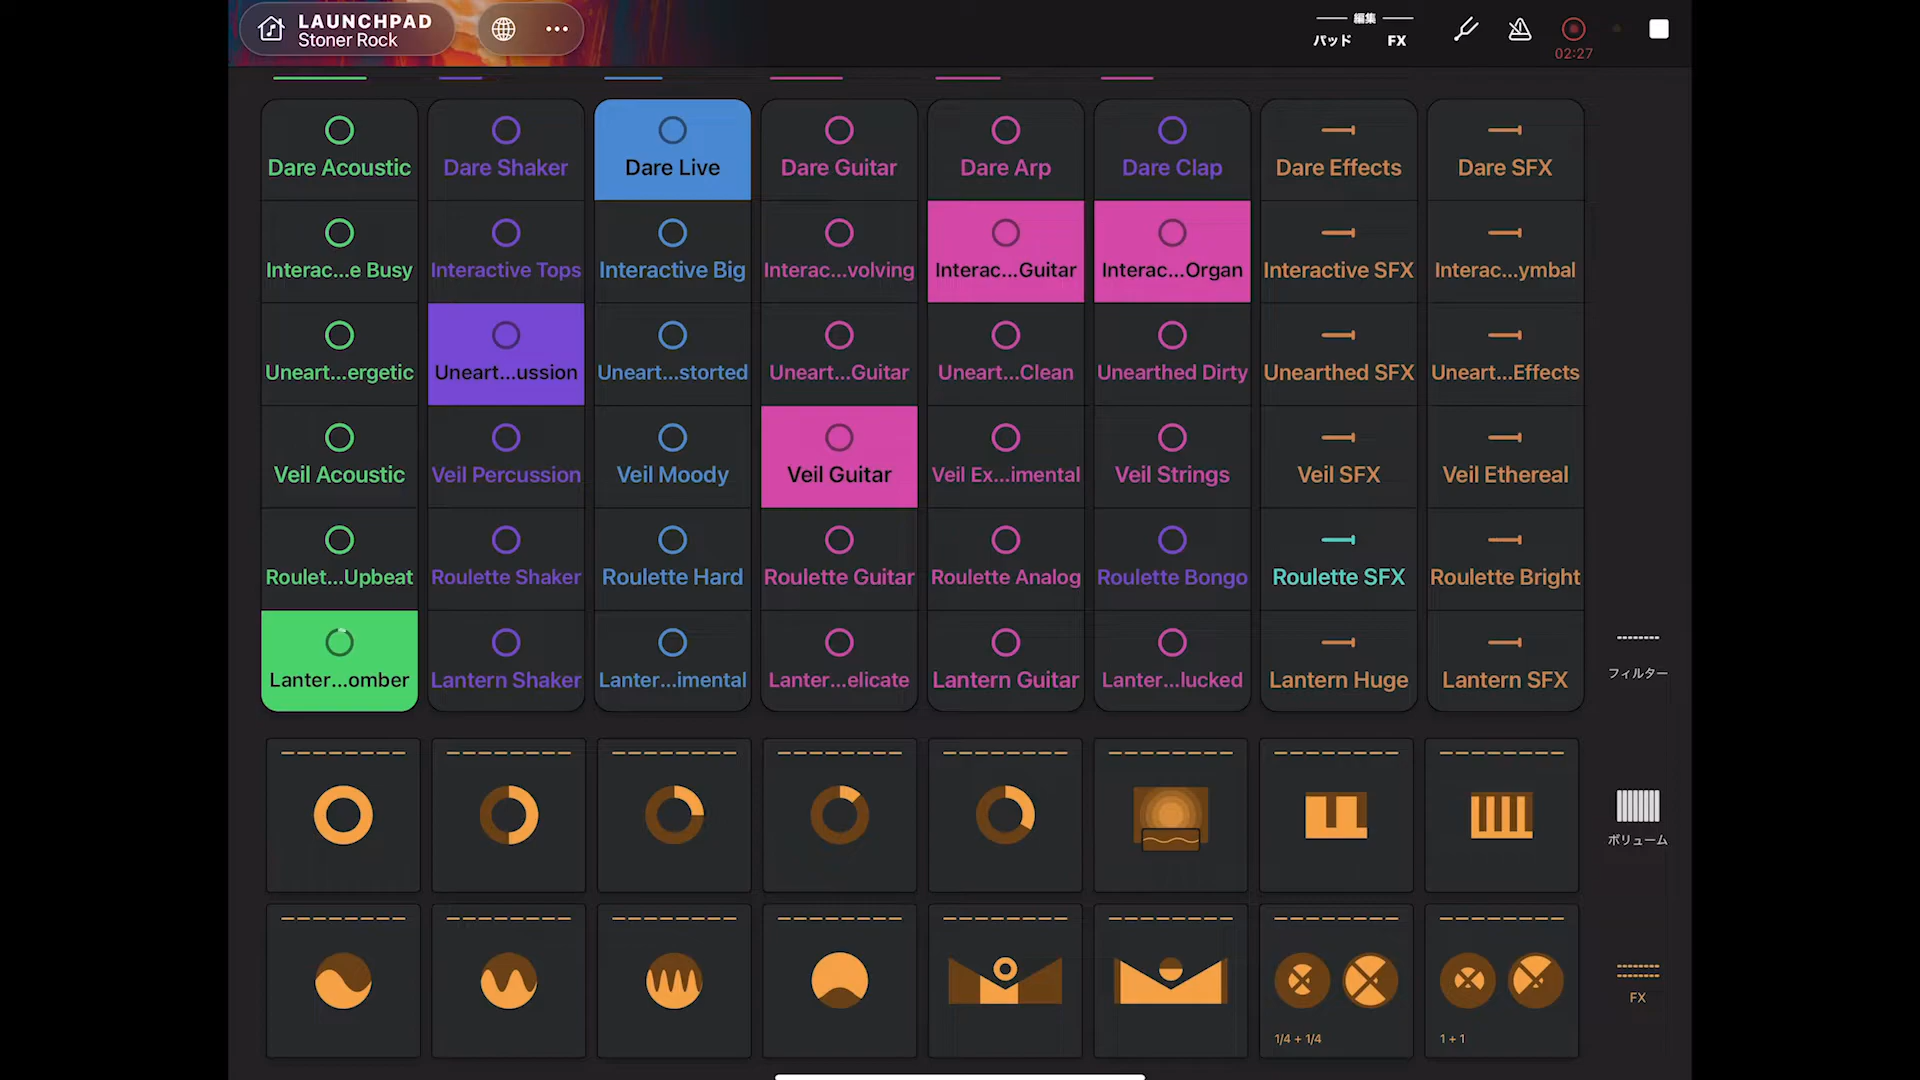 LAUNCHPAD
Stoner Rock
編集
パッド FX
02:27
Dare Acoustic Dare Shaker Dare Live Dare Guitar Dare Arp Dare Clap Dare Effects Dare SFX
Interac...e Busy Interactive Tops Interactive Big Interac...volving Interac...Guitar Interac...Organ Interactive SFX Interac...ymbal
Uneart...ergetic Uneart...ussion Uneart...storted Uneart...Guitar Uneart...Clean Unearthed Dirty Unearthed SFX Uneart...Effects
Veil Acoustic Veil Percussion Veil Moody Veil Guitar Veil Ex...imental Veil Strings Veil SFX Veil Ethereal
Roulet...Upbeat Roulette Shaker Roulette Hard Roulette Guitar Roulette Analog Roulette Bongo Roulette SFX Roulette Bright
Lanter...omber Lantern Shaker Lanter...imental Lanter...elicate Lantern Guitar Lanter...lucked Lantern Huge Lantern SFX
フィルター
ボリューム
FX
1/4 + 1/4 1 + 1